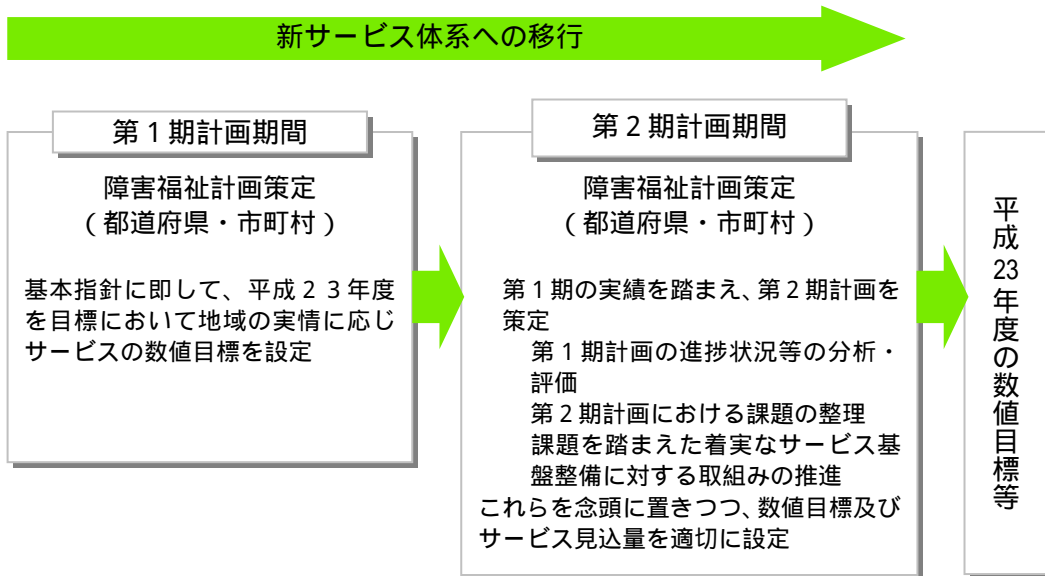 新サービス体系への移行
第１期計画期間
障害福祉計画策定
（都道府県・市町村）
基本指針に即して、平成２３年度
を目標において地域の実情に応じ
サービスの数値目標を設定
第２期計画期間
障害福祉計画策定
（都道府県・市町村）
第１期の実績を踏まえ、第２期計画を
策定
第１期計画の進捗状況等の分析・
評価
第２期計画における課題の整理
課題を踏まえた着実なサービス基
盤整備に対する取組みの推進
これらを念頭に置きつつ、数値目標及び
サービス見込量を適切に設定
平成23年度の数値目標等